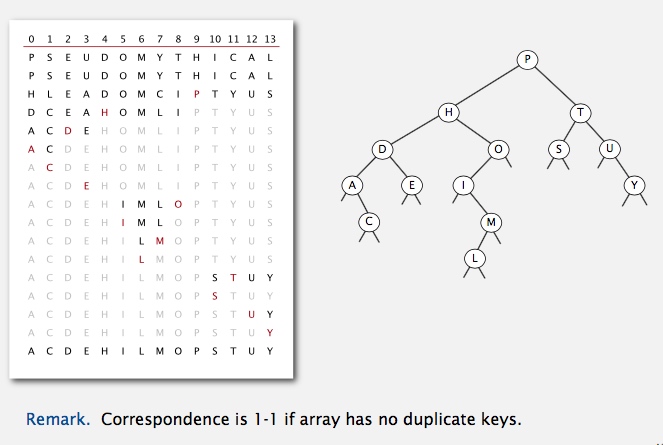 0 1 2 3 4 5 6 7 8 9 10 11 12 13
P S E U D O M Y T H I C A L
P S E U D O M Y T H I C A L
H L E A D O M C I P T Y U S
D C E A H O M L I P T Y U S
A C D E H O M L I P T Y U S
A C D E H O M L I P T Y U S
A C D E H O M L I P T Y U S
A C D E H O M L I P T Y U S
A C D E H I M L O P T Y U S
A C D E H I M L O P T Y U S
A C D E H I L M O P T Y U S
A C D E H I L M O P T Y U S
A C D E H I L M O P S T U Y
A C D E H I L M O P S T U Y
A C D E H I L M O P S T U Y
A C D E H I L M O P S T U Y
A C D E H I L M O P S T U Y
P
H T
D O S U
A E I Y
C M
L
Remark. Correspondence is 1-1 if array has no duplicate keys.